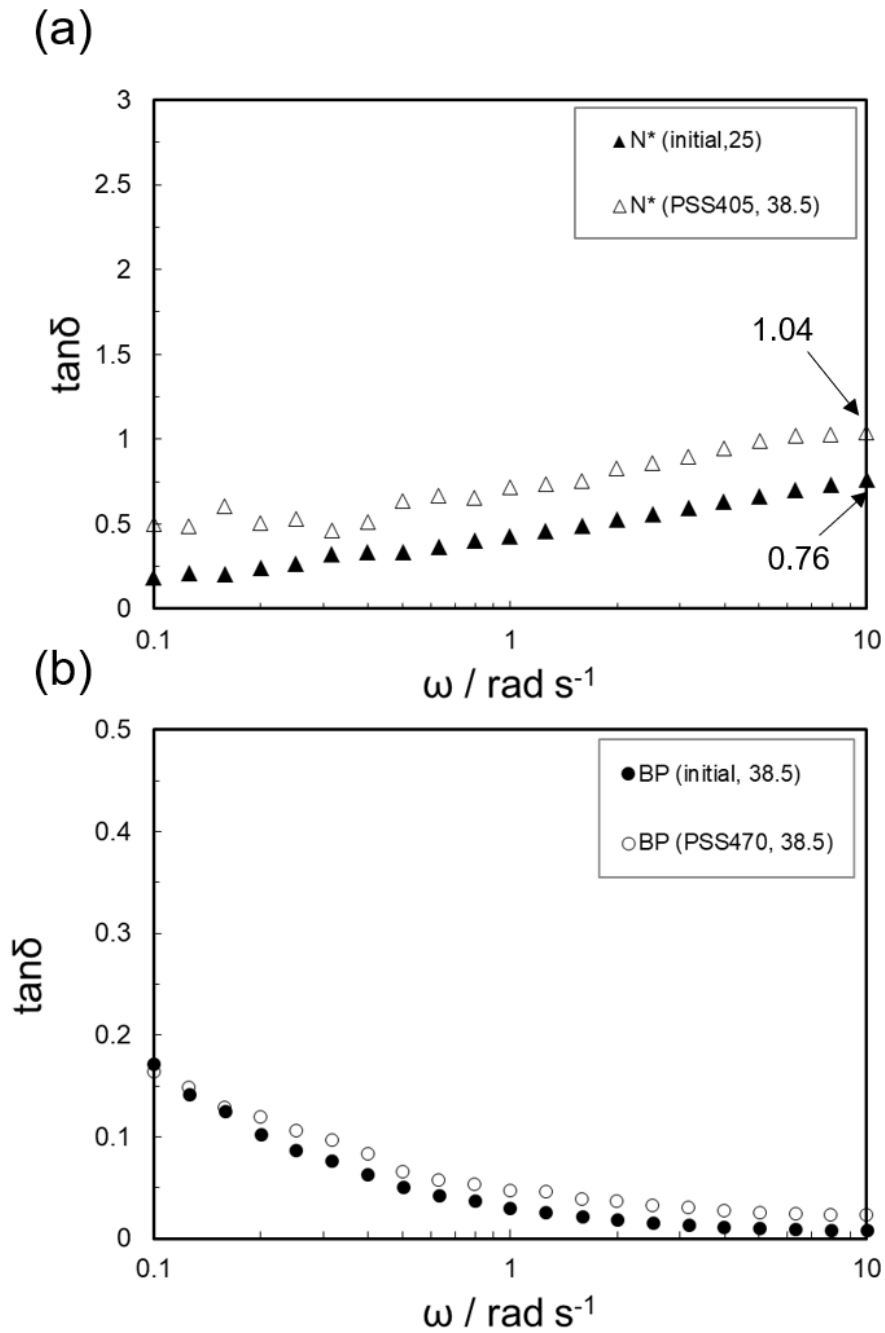 (a)
3
2.5
2
1.5
1
0.5
0
tanδ
▲N* (initial,25)
△N* (PSS405, 38.5)
1.04
0.76
0.1
1
10
ω / rad s-1
(b)
0.5
0.4
0.3
0.2
0.1
0
tanδ
●BP (initial, 38.5)
○BP (PSS470, 38.5)
0.1
1
10
ω / rad s-1